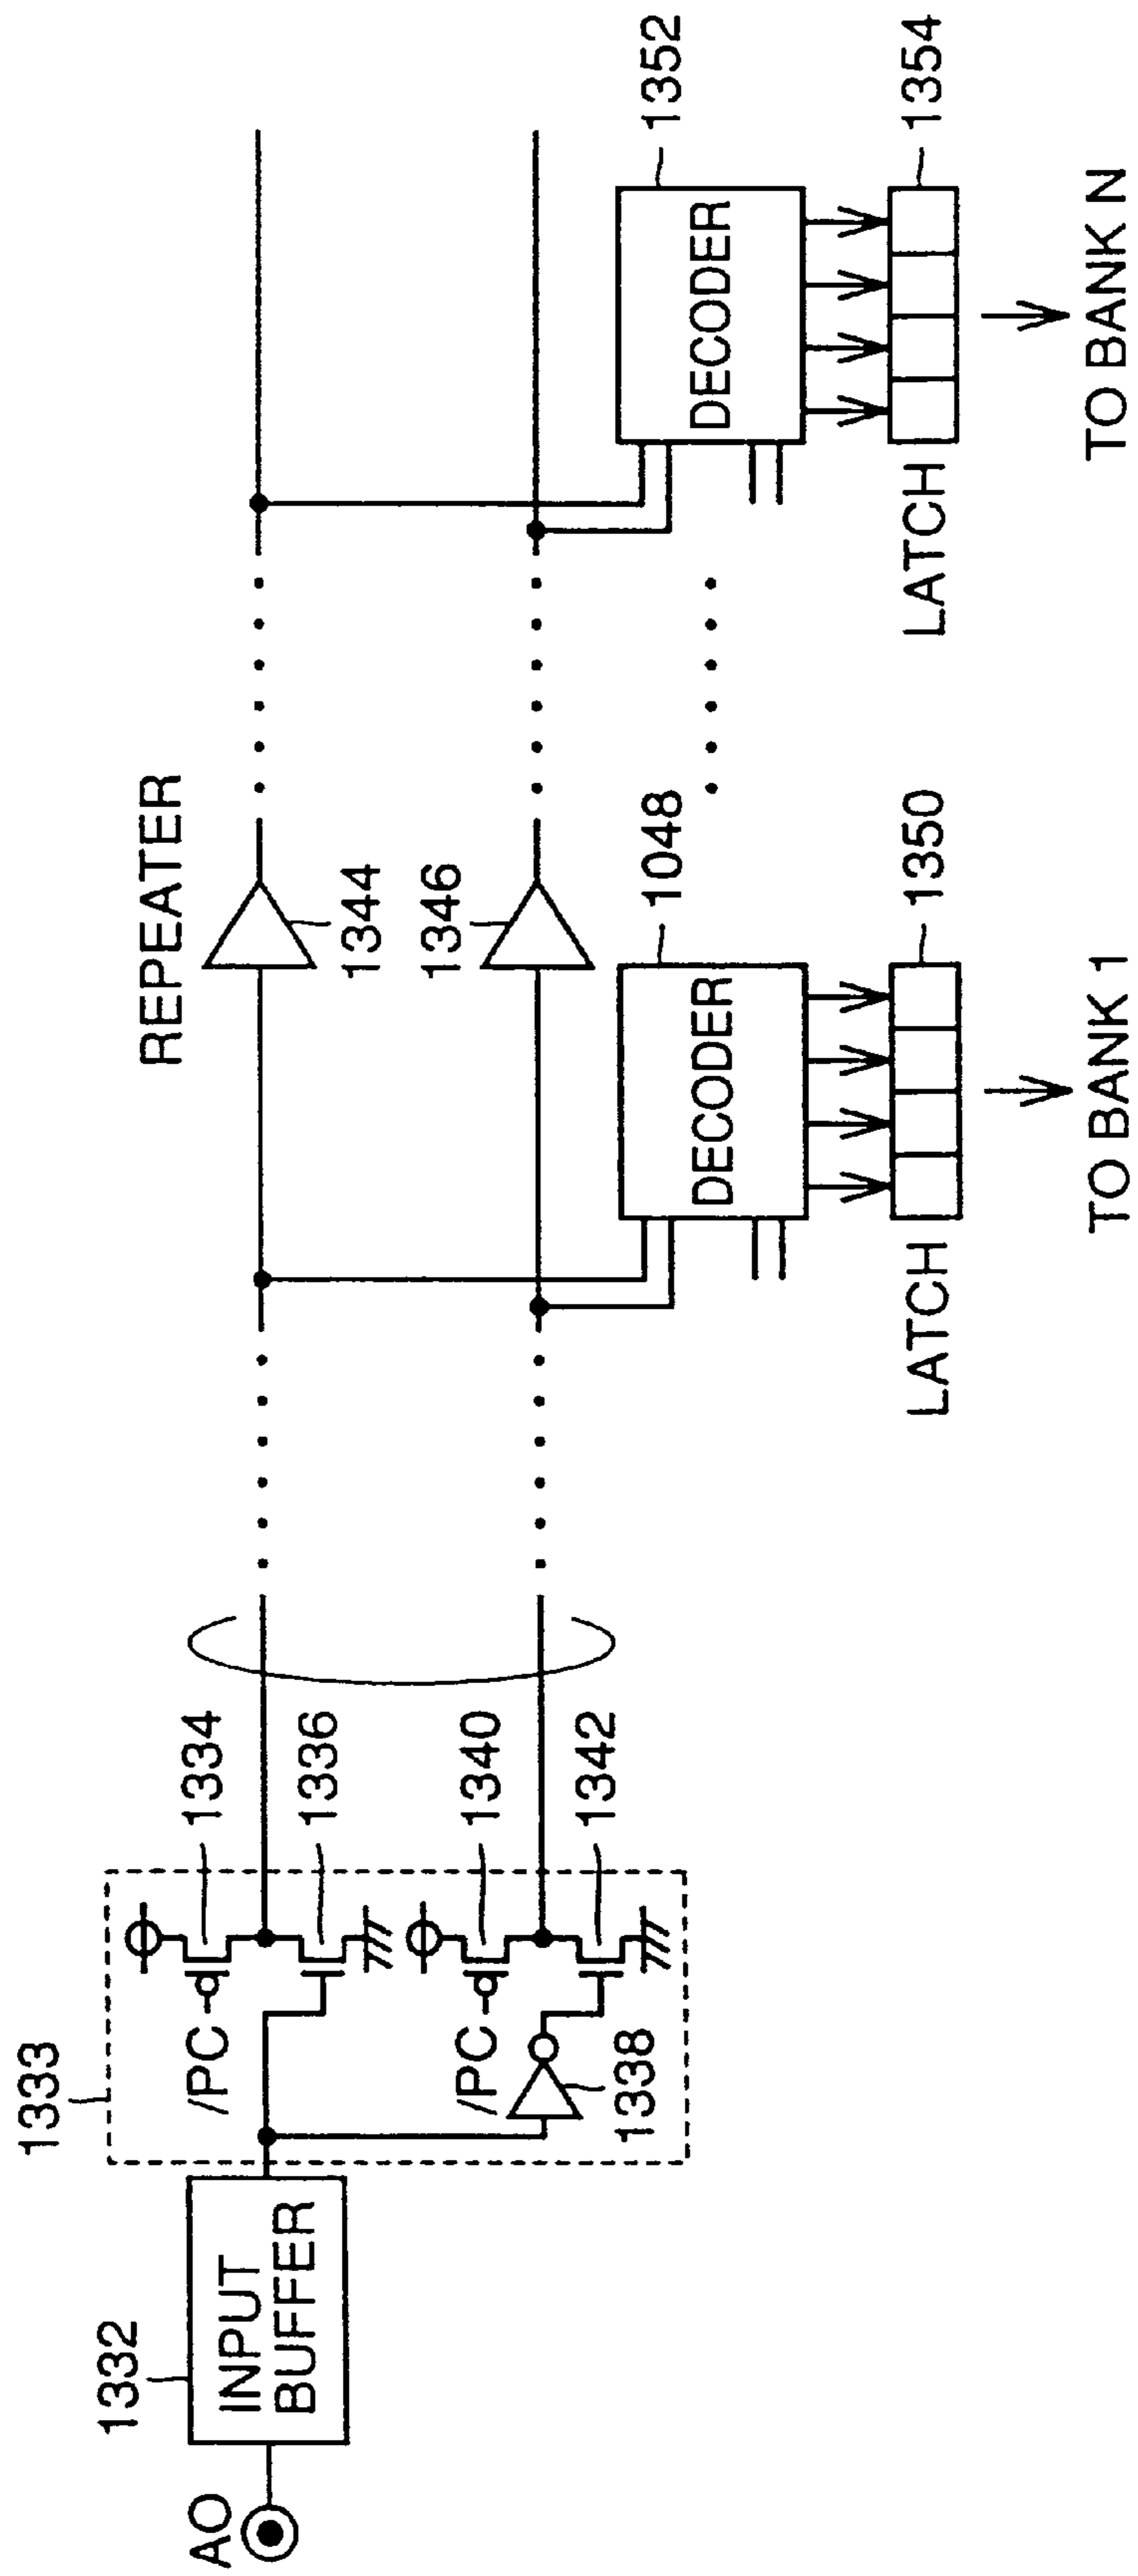 REPEATER
1333
1332
A0
INPUT
BUFFER
/PC
1334
1336
/PC
1338
1340
1342
1344
1346
DECODER
1048
LATCH
1350
TO BANK 1
DECODER
1352
LATCH
1354
TO BANK N